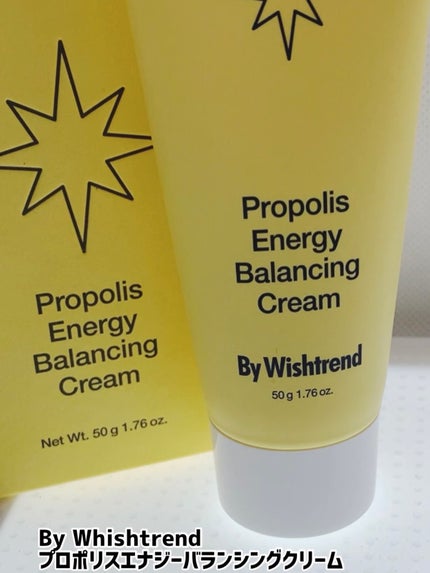 Propolis
Energy
Balancing
Cream
Net Wt. 50 g 1.76 oz.
Propolis
Energy
Balancing
Cream
By Wishtrend
50 g 1.76 oz.
By Whishtrend
プロポリスエナジーバランシングクリーム